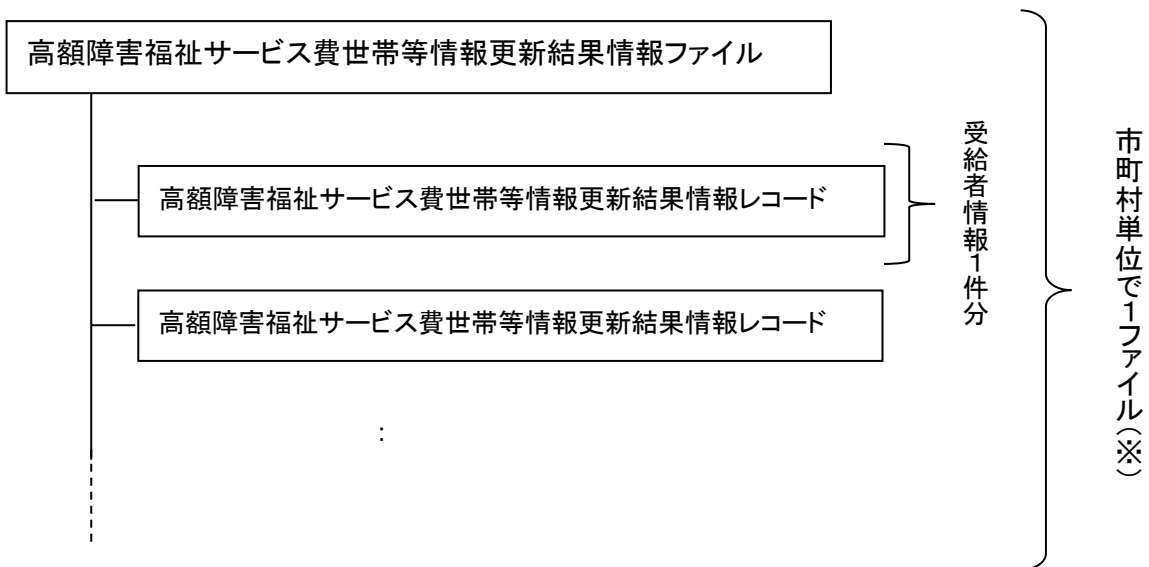 高額障害福祉サービス費世帯等情報更新結果情報ファイル
高額障害福祉サービス費世帯等情報更新結果情報レコード
高額障害福祉サービス費世帯等情報更新結果情報レコード
:
受給者情報1件分
市町村単位で1ファイル(※)